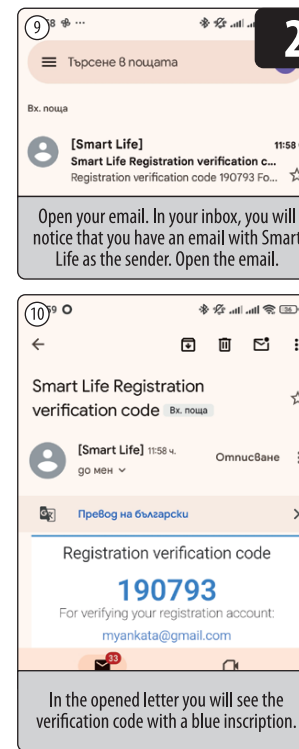 9 8
2
Търсене в пощата
Вх. поща
[Smart Life] 11:58
Smart Life Registration verification c...
Registration verification code 190793 Fo...
Open your email. In your inbox, you will
notice that you have an email with Smart
Life as the sender. Open the email.
10 9
Smart Life Registration
verification code Вх. поща
[Smart Life] 11:58 ч. Отписване
до мен
Превод на български
Registration verification code
190793
For verifying your registration account:
myankata@gmail.com
33
In the opened letter you will see the
verification code with a blue inscription.